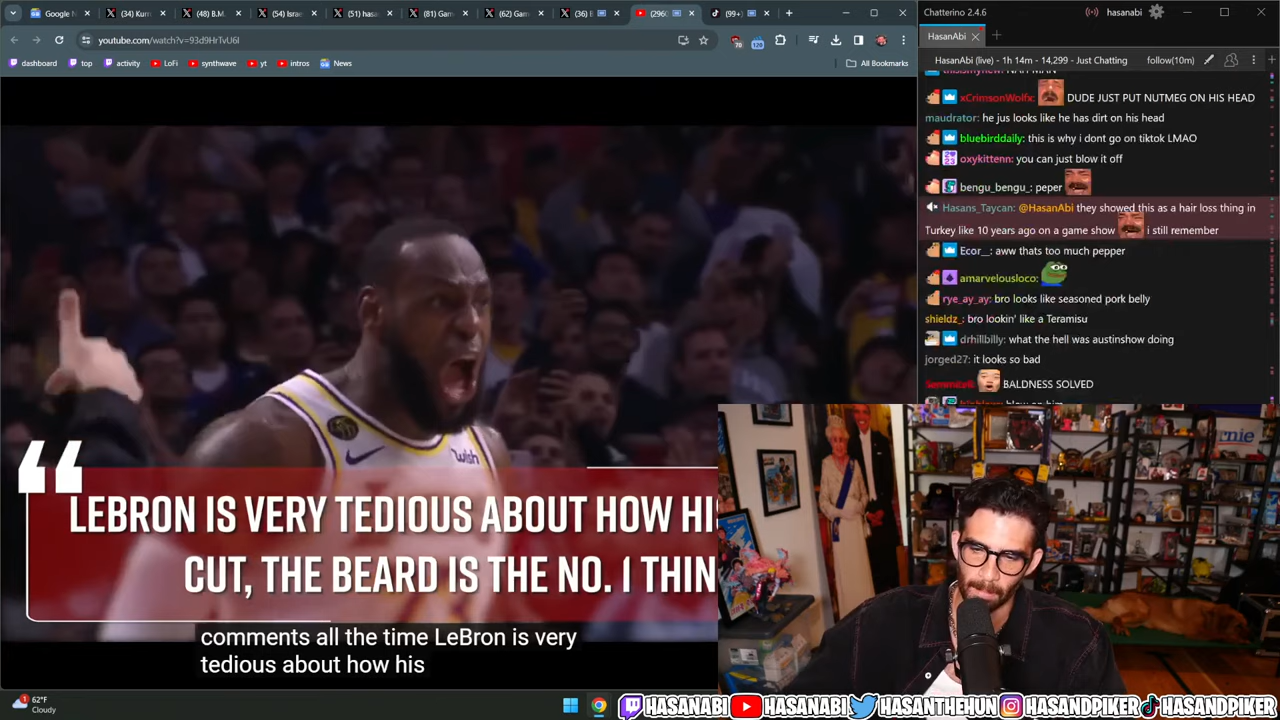 (34) Kurn
(48) B.M.
(54) Israe
(51) hasa
(81) Gam
(62) Gam
(36) B
(296)
(99+)
youtube.com/watch?v=93d9HrTvU6I
70
120
dashboard
top
activity
LoFi
synthwave
yt
intros
News
All Bookmarks
LEBRON IS VERY TEDIOUS ABOUT HOW HI
CUT, THE BEARD IS THE NO. 1 THIN
comments all the time LeBron is very
tedious about how his
wish
Chatterino 2.4.6
hasanabi
HasanAbi
HasanAbi (live) - 1h 14m - 14,299 - Just Chatting
follow(10m)
xCrimsonWolfx: DUDE JUST PUT NUTMEG ON HIS HEAD
maudrator: he jus looks like he has dirt on his head
bluebirddaily: this is why i dont go on tiktok LMAO
oxykittenn: you can just blow it off
bengu_bengu_: peper
Hasans_Taycan: @HasanAbi they showed this as a hair loss thing in
Turkey like 10 years ago on a game show i still remember
Ecor__: aww thats too much pepper
amarvelousloco:
rye_ay_ay: bro looks like seasoned pork belly
shieldz_: bro lookin' like a Teramisu
drhillbilly: what the hell was austinshow doing
jorged27: it looks so bad
BALDNESS SOLVED
62°F
Cloudy
HASANABI
HASANABI
HASANTHEHUN
HASANDPIKER
HASANDPIKER